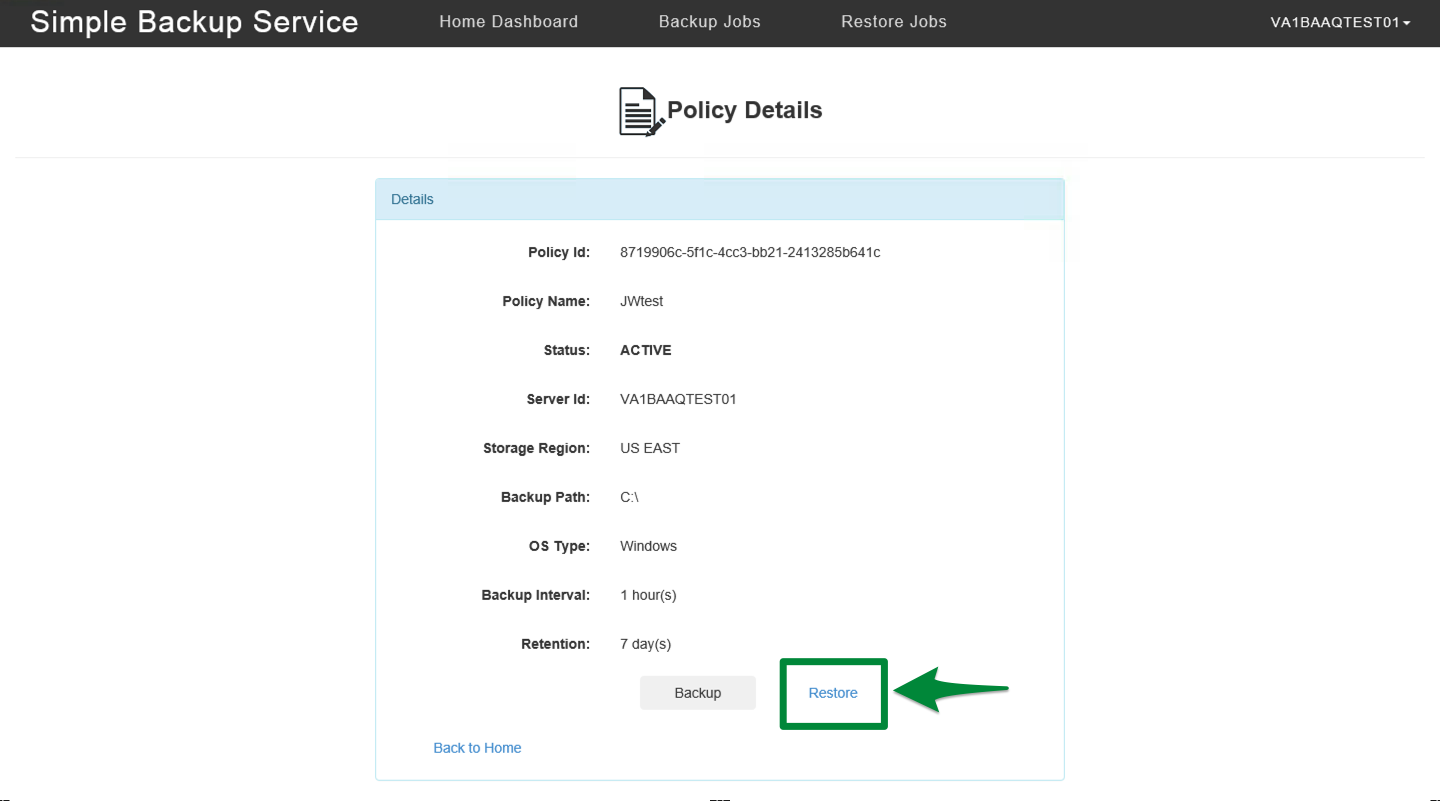 Simple Backup Service Home Dashboard Backup Jobs Restore Jobs VA1BAAQTEST01
Policy Details
Details
Policy Id: 8719906c-5f1c-4cc3-bb21-2413285b641c
Policy Name: JWtest
Status: ACTIVE
Server Id: VA1BAAQTEST01
Storage Region: US EAST
Backup Path: C:\
OS Type: Windows
Backup Interval: 1 hour(s)
Retention: 7 day(s)
Backup Restore
Back to Home